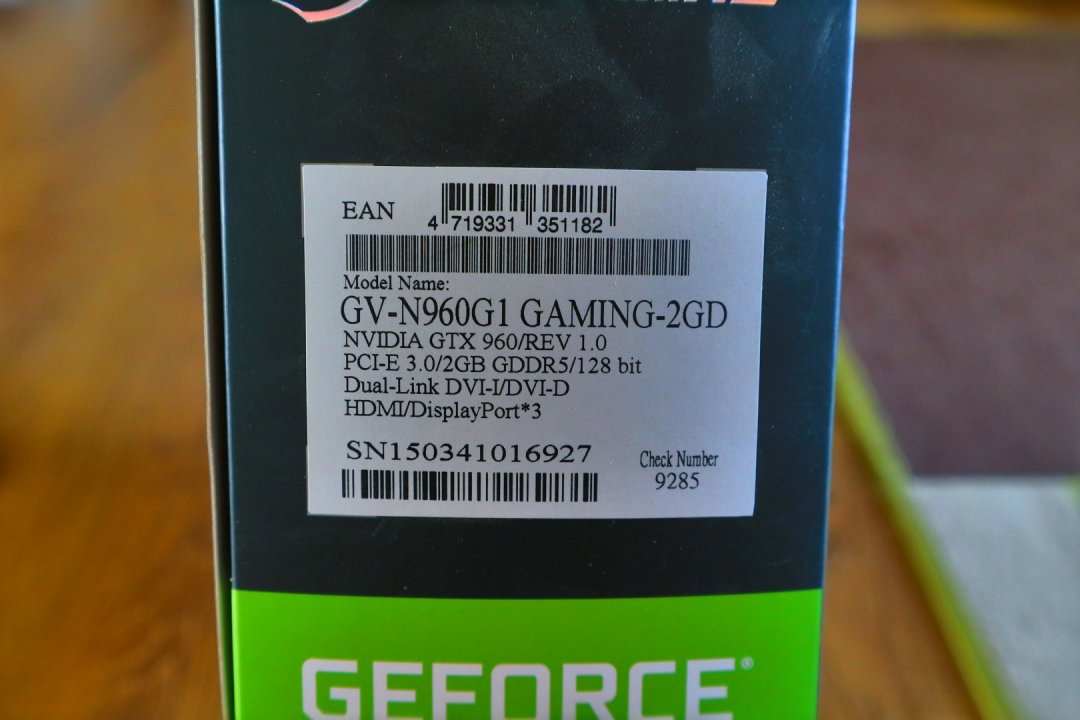 EAN
4 719331 351182
Model Name:
GV-N960G1 GAMING-2GD
NVIDIA GTX 960/REV 1.0
PCI-E 3.0/2GB GDDR5/128 bit
Dual-Link DVI-I/DVI-D
HDMI/DisplayPort*3
SN150341016927
Check Number
9285
GEFORCE®